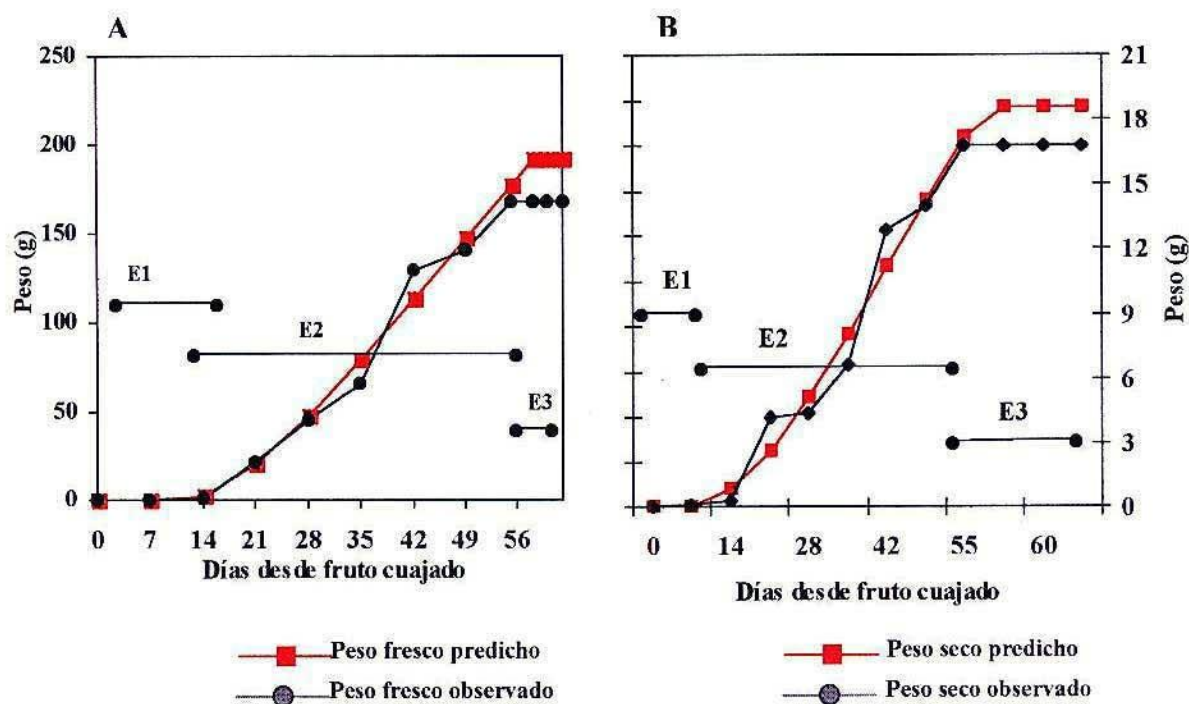 A
250
200
150
100
50
0
Peso (g)
E1
E2
E3
0 7 14 21 28 35 42 49 56
Días desde fruto cuajado
Peso fresco predicho
Peso fresco observado
B
21
18
15
12
9
6
3
0
Peso (g)
E1
E2
E3
0 14 28 42 55 60
Días desde fruto cuajado
Peso seco predicho
Peso seco observado